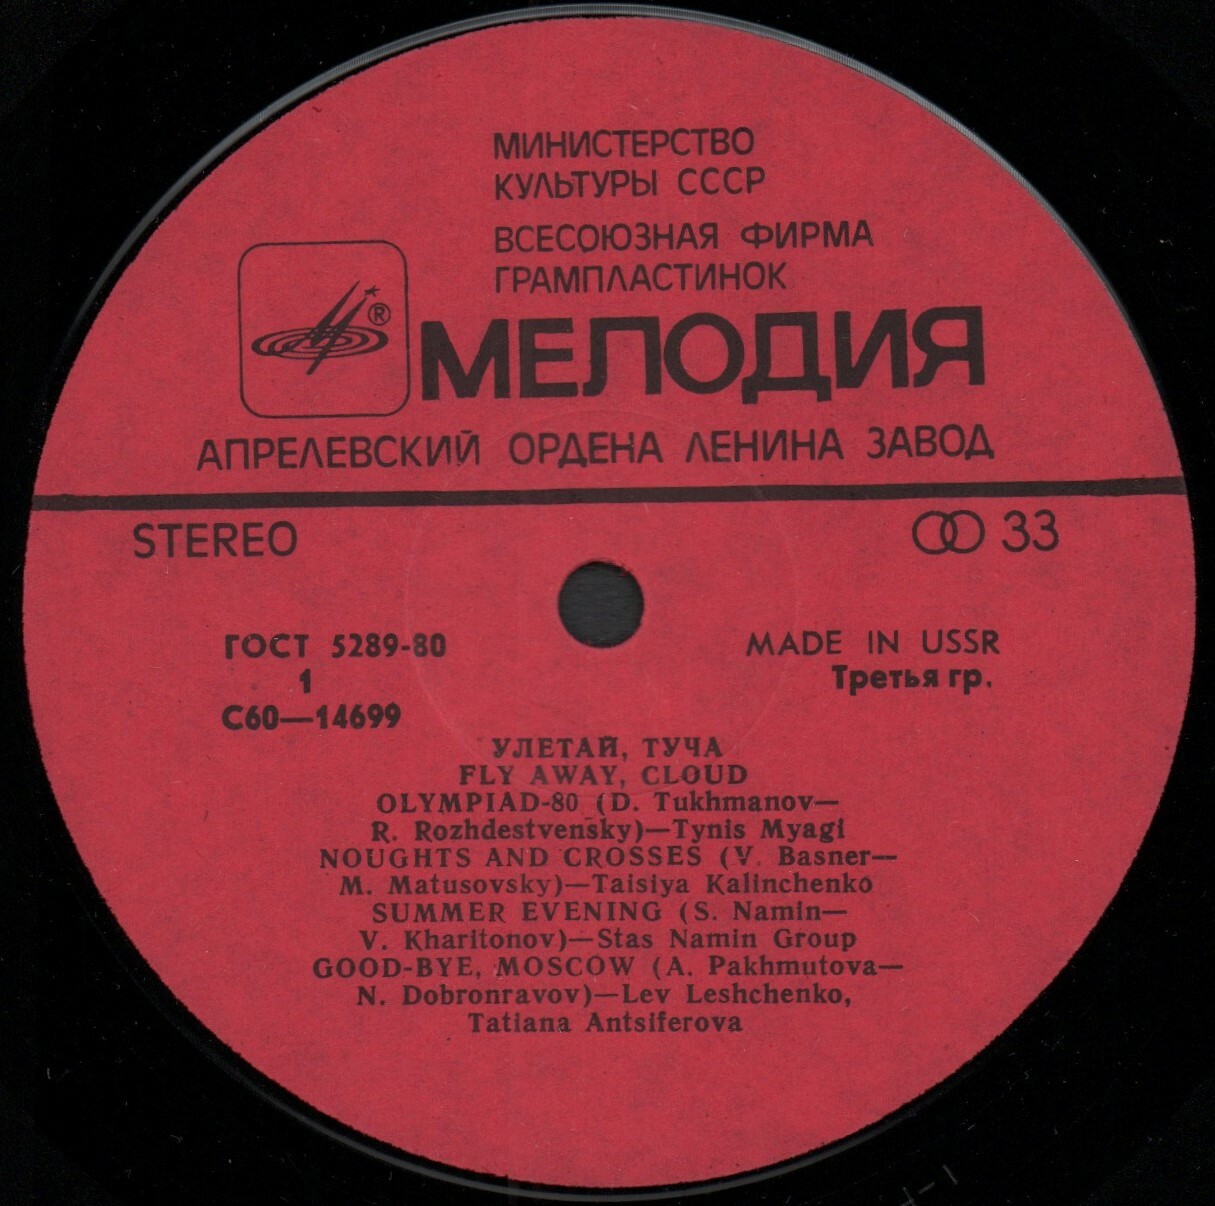 МИНИСТЕРСТВО
КУЛЬТУРЫ СССР
ВСЕСОЮЗНАЯ ФИРМА
ГРАМПЛАСТИНОК
®
МЕЛОДИЯ
АПРЕЛЕВСКИЙ ОРДЕНА ЛЕНИНА ЗАВОД
STEREO 33
ГОСТ 5289-80 MADE IN USSR
1 Третья гр.
С60—14699
УЛЕТАЙ, ТУЧА
FLY AWAY, CLOUD
OLYMPIAD-80 (D. Tukhmanov—
R. Rozhdestvensky)—Tynis Myagi
NOUGHTS AND CROSSES (V. Basner—
M. Matusovsky)—Taisiya Kalinchenko
SUMMER EVENING (S. Namin—
V. Kharitonov)—Stas Namin Group
GOOD-BYE, MOSCOW (A. Pakhmutova—
N. Dobronravov)—Lev Leshchenko,
Tatiana Antsiferova